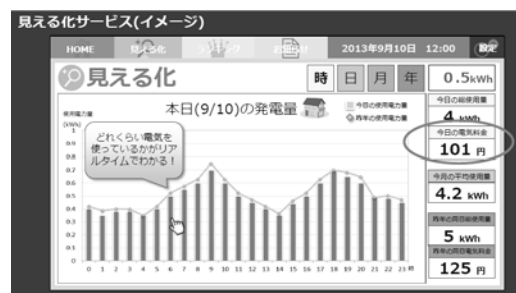 見える化サービス(イメージ)
HOME
見える化
ランキング
お知らせ
2013年9月10日 12:00
設定
見える化
時 日 月 年
0.5kWh
本日(9/10)の発電量
今日の使用電力量
昨年の使用電力量
使用電力量
(kWh)
1
0.9
0.8
0.7
0.6
0.5
0.4
0.3
0.2
0.1
0 1 2 3 4 5 6 7 8 9 10 11 12 13 14 15 16 17 18 19 20 21 22 23 時
どれくらい電気を
使っているかがリア
ルタイムでわかる！
今日の総使用量
4 kWh
今日の電気料金
101 円
今月の平均使用量
4.2 kWh
昨年の同日総使用量
5 kWh
昨年の同日電気料金
125 円